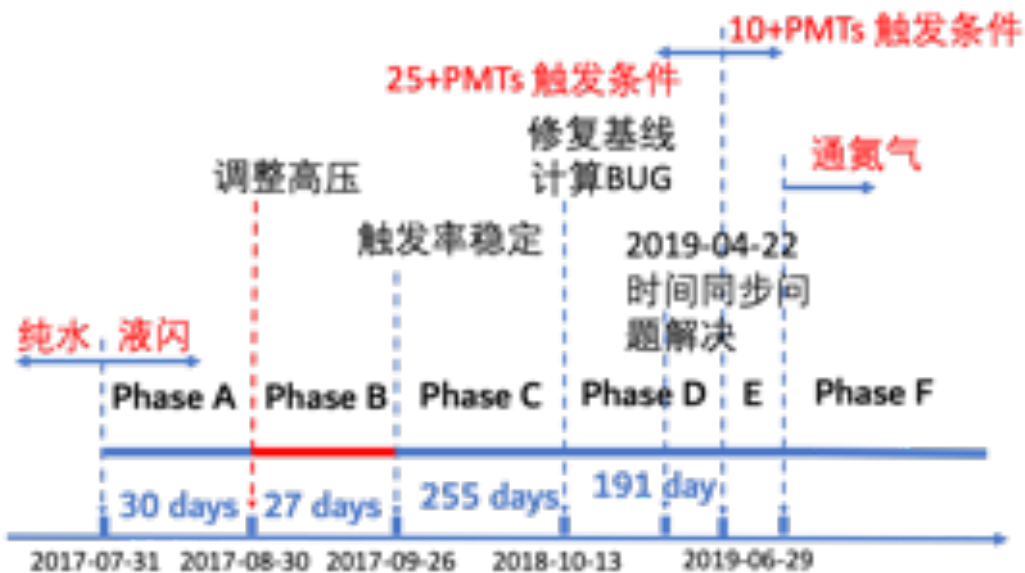 10+PMTs 触发条件
25+PMTs 触发条件
修复基线
计算BUG
通氮气
调整高压
触发率稳定
2019-04-22
时间同步问
题解决
纯水 液闪
Phase A Phase B Phase C Phase D E Phase F
30 days 27 days 255 days 191 day
2017-07-31 2017-08-30 2017-09-26 2018-10-13 2019-06-29